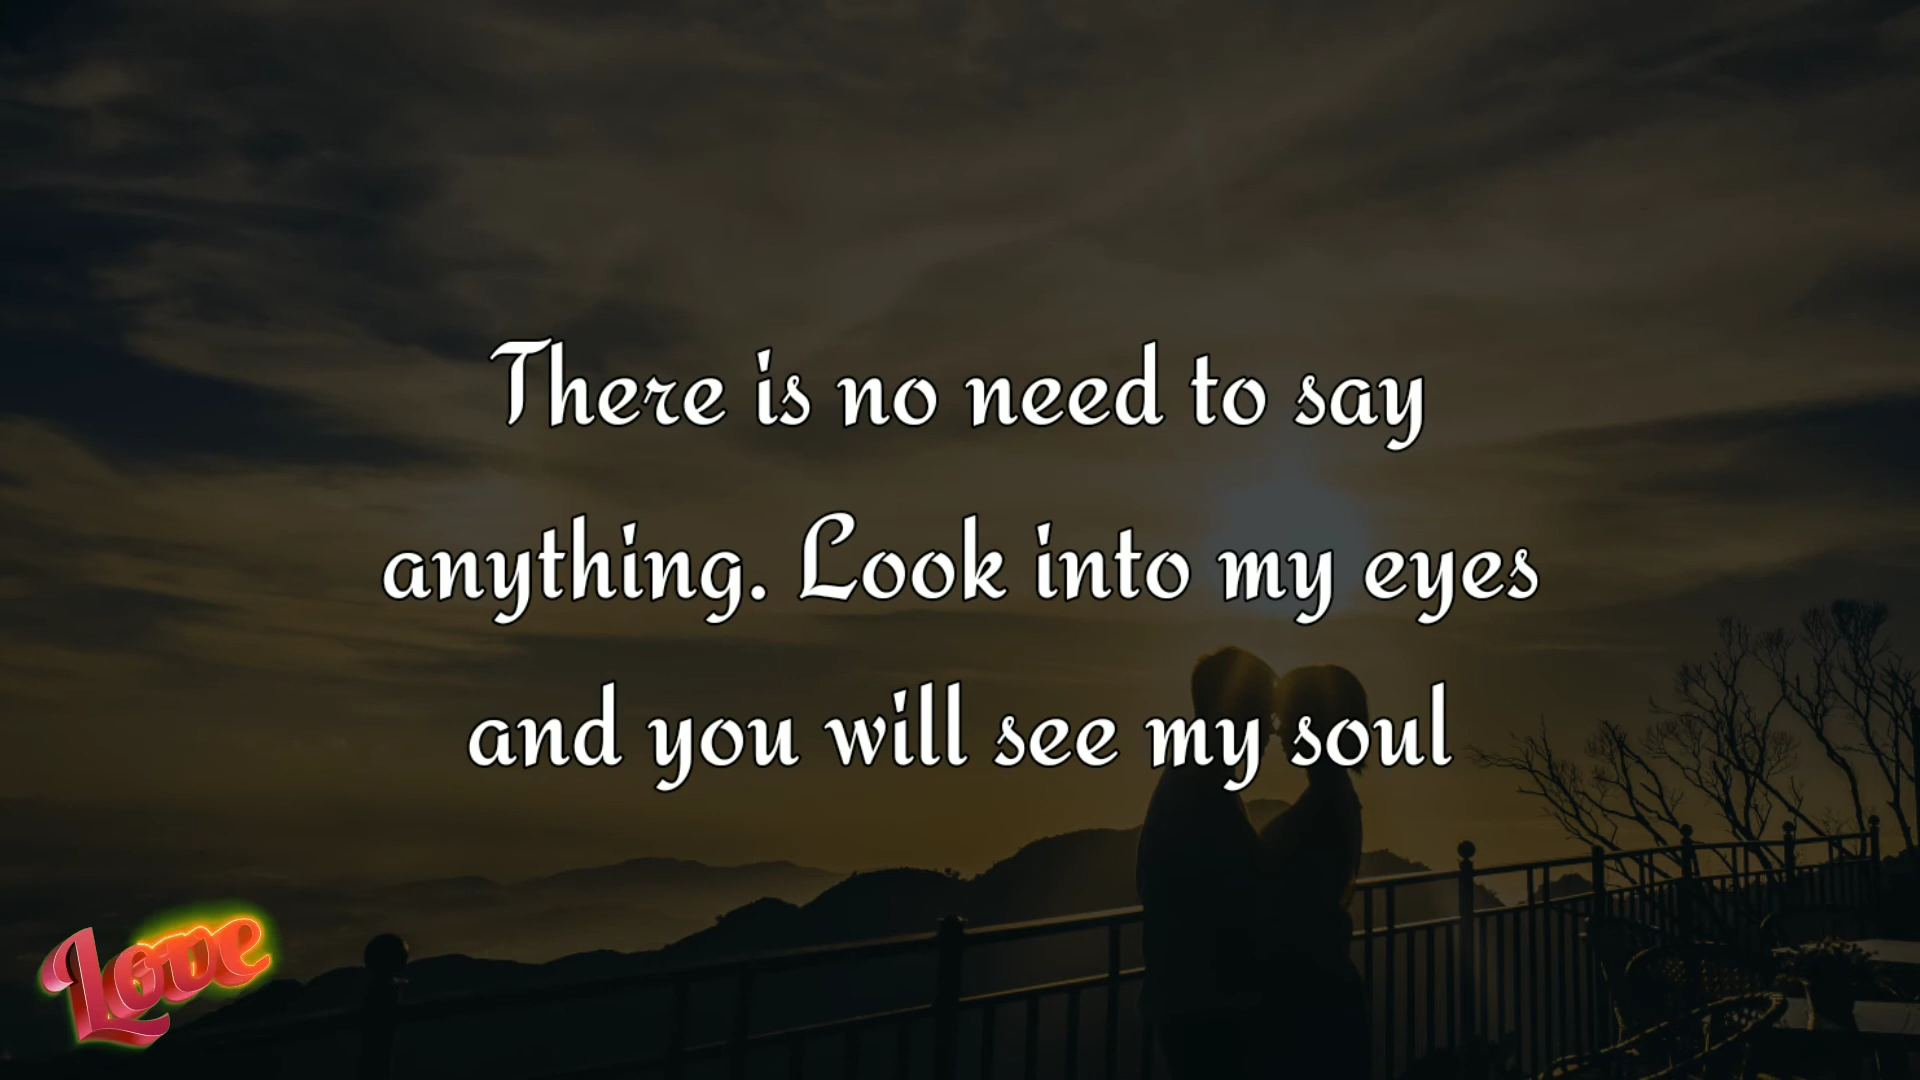 There is no need to say
anything. Look into my eyes
and you will see my soul
Love